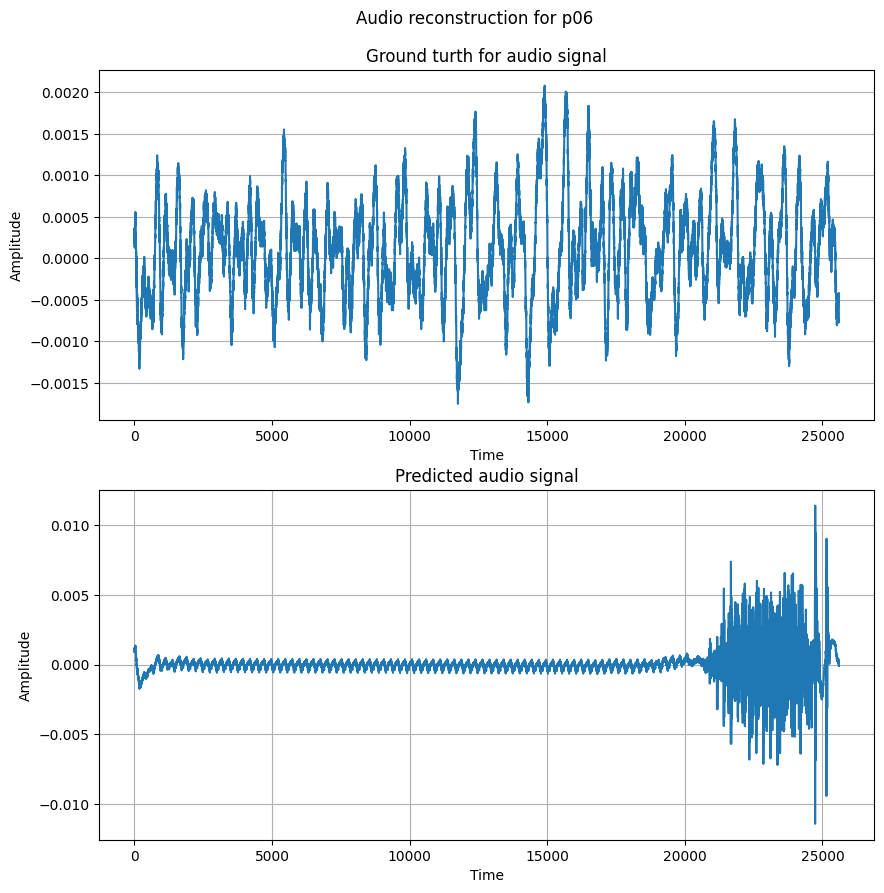 Audio reconstruction for p06
Ground turth for audio signal
Amplitude
0.0020
0.0015
0.0010
0.0005
0.0000
−0.0005
−0.0010
−0.0015
0 5000 10000 15000 20000 25000
Time
Predicted audio signal
Amplitude
0.010
0.005
0.000
−0.005
−0.010
0 5000 10000 15000 20000 25000
Time